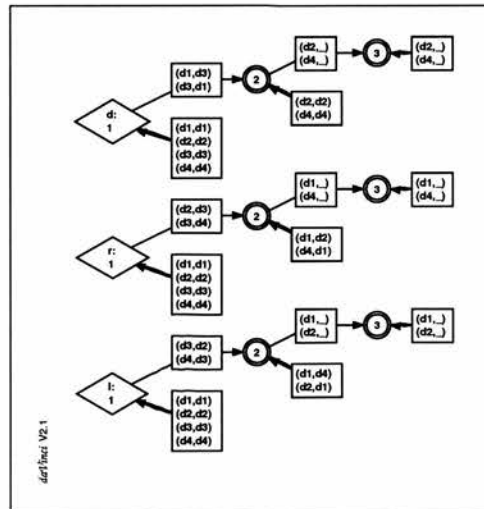 (d2,_)
(d4,_)
3
(d2,_)
(d4,_)
(d1,d3)
(d3,d1)
2
(d2,d2)
(d4,d4)
d:
1
(d1,d1)
(d2,d2)
(d3,d3)
(d4,d4)
(d1,_)
(d4,_)
3
(d1,_)
(d4,_)
(d2,d3)
(d3,d4)
2
(d1,d2)
(d4,d1)
r:
1
(d1,d1)
(d2,d2)
(d3,d3)
(d4,d4)
(d1,_)
(d2,_)
3
(d1,_)
(d2,_)
(d3,d2)
(d4,d3)
2
(d1,d4)
(d2,d1)
l:
1
(d1,d1)
(d2,d2)
(d3,d3)
(d4,d4)
daVinci V2.1